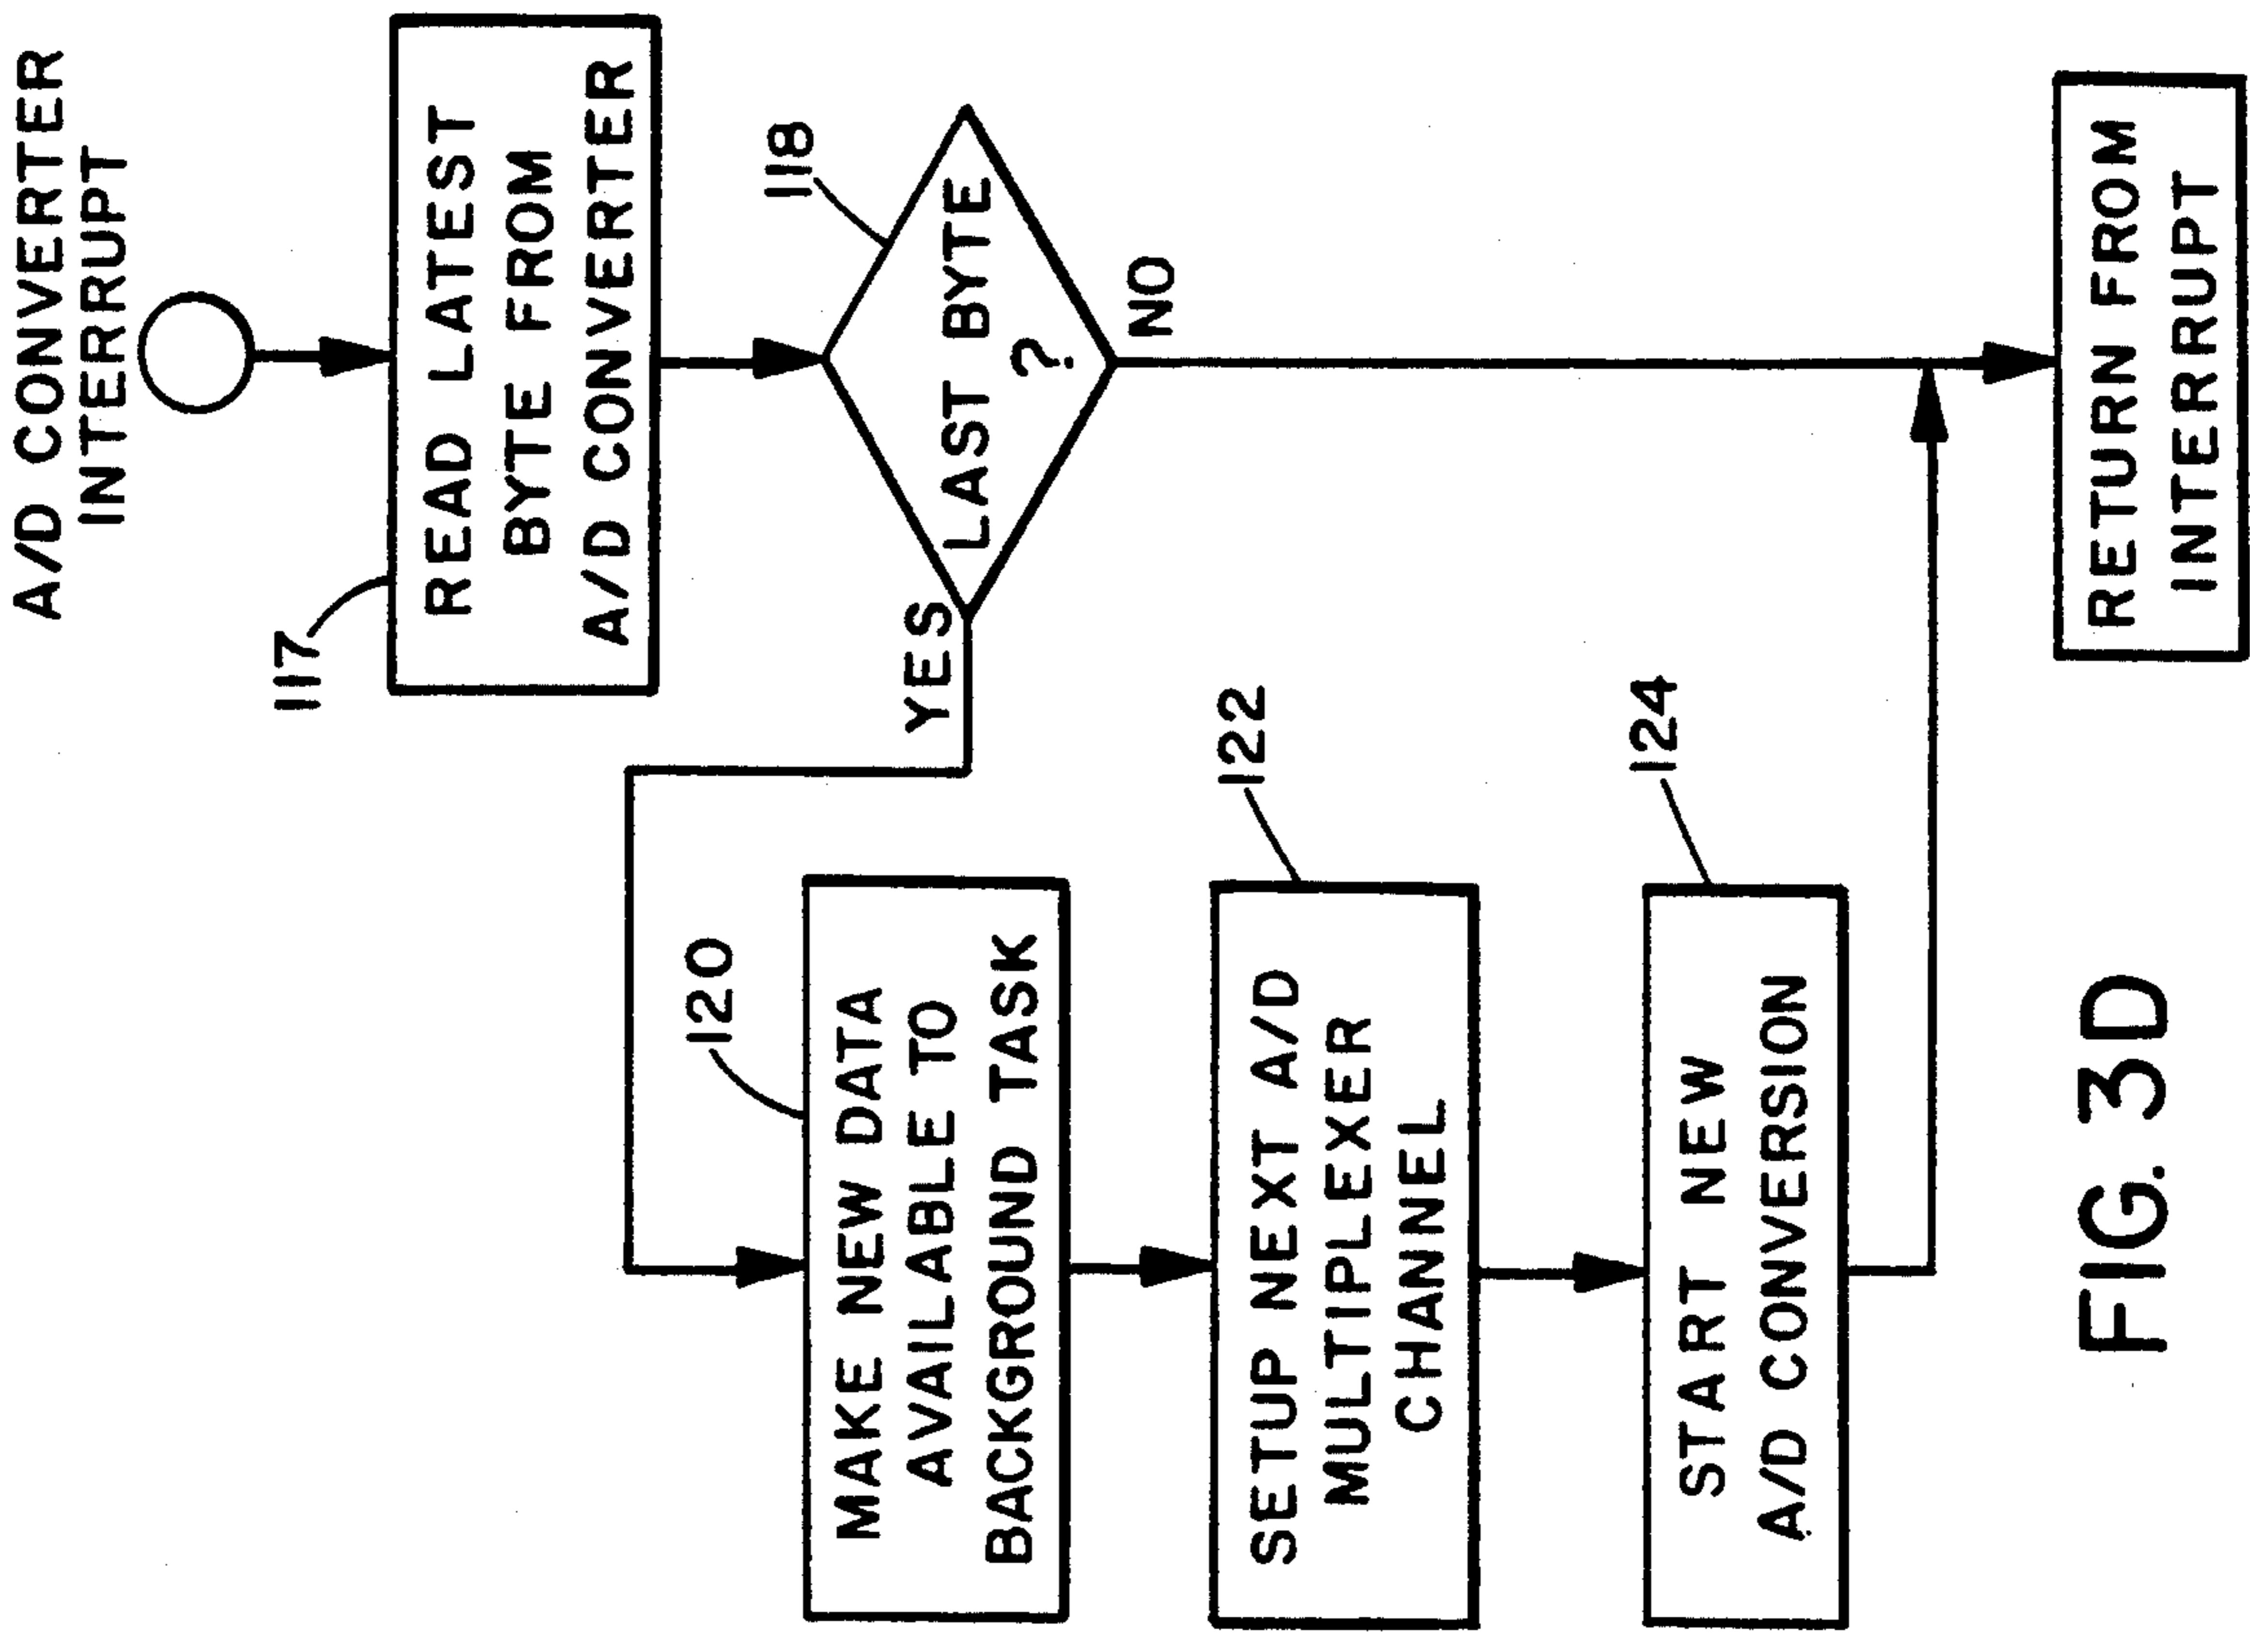 A/D CONVERTER
INTERRUPT
117
READ LATEST
BYTE FROM
A/D CONVERTER
118
LAST BYTE
?
YES
NO
120
MAKE NEW DATA
AVAILABLE TO
BACKGROUND TASK
122
SETUP NEXT A/D
MULTIPLEXER
CHANNEL
124
START NEW
A/D CONVERSION
RETURN FROM
INTERRUPT
FIG. 3D